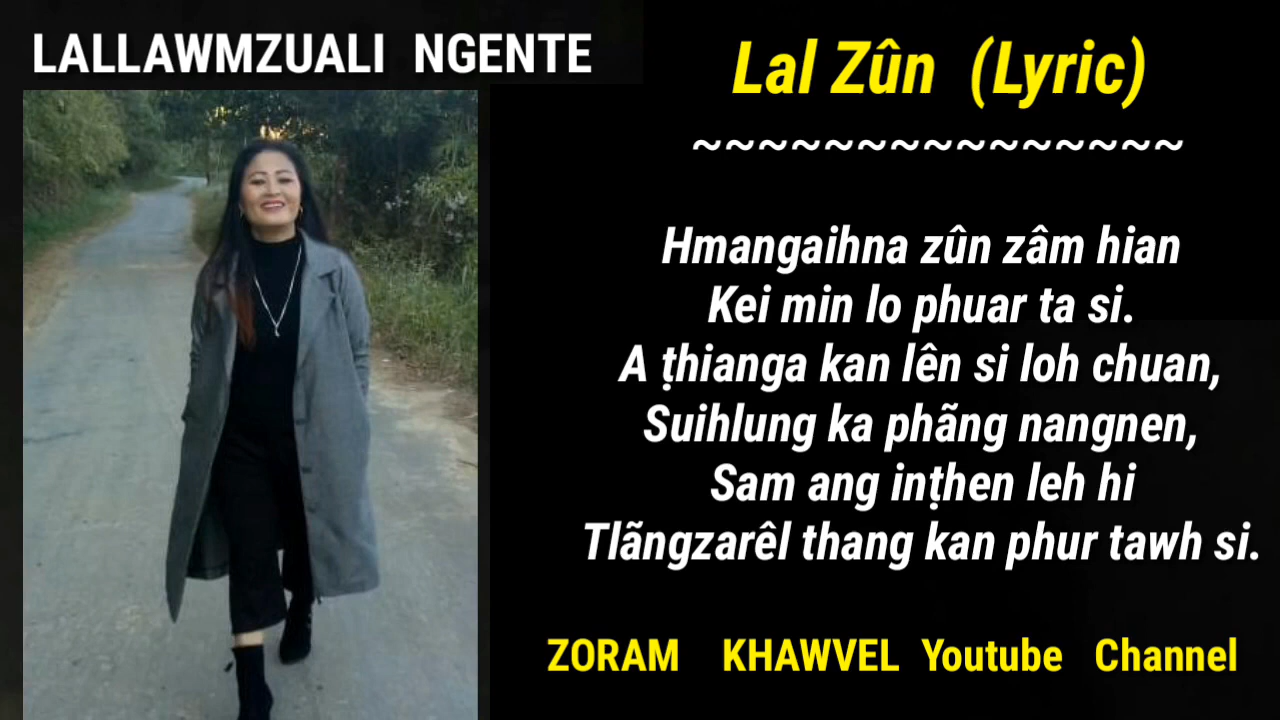 LALLAWMZUALI NGENTE
Lal Zûn (Lyric)
~~~~~~~~~~~~~~~
Hmangaihna zûn zâm hian
Kei min lo phuar ta si.
A ṭhianga kan lên si loh chuan,
Suihlung ka phãng nangnen,
Sam ang inṭhen leh hi
Tlãngzarêl thang kan phur tawh si.
ZORAM KHAWVEL Youtube Channel